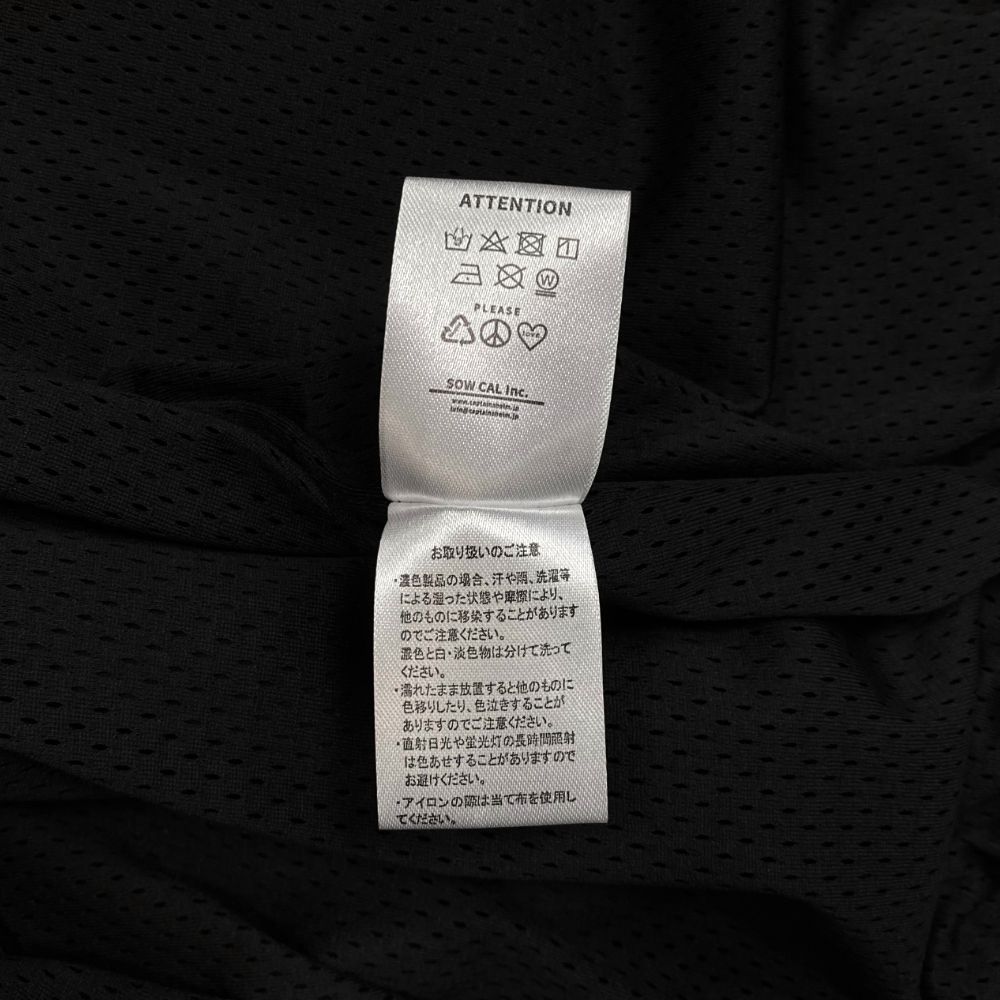 ATTENTION
W
PLEASE
love
SOW CAL Inc.
www.captainshelm.jp
info@captainshelm.jp
お取り扱いのご注意
・濃色製品の場合、汗や雨、洗濯等
による湿った状態や摩擦により、
他のものに移染することがあります
のでご注意ください。
濃色と白・淡色物は分けて洗って
ください。
・濡れたまま放置すると他のものに
色移りしたり、色泣きすることが
ありますのでご注意ください。
・直射日光や蛍光灯の長時間照射
は色あせすることがありますので
お避けください。
・アイロンの際は当て布を使用し
てください。